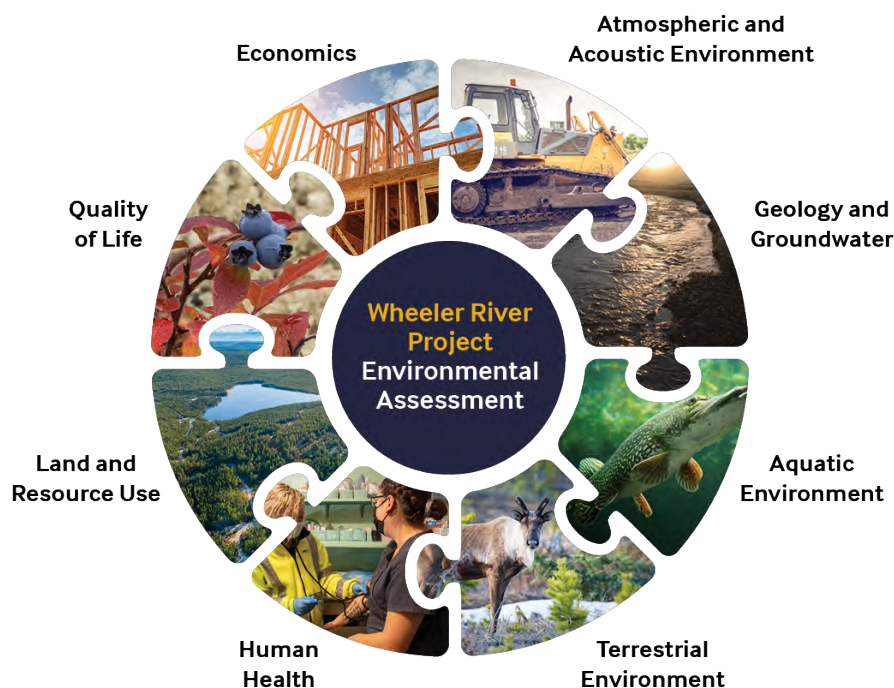 Economics
Atmospheric and
Acoustic Environment
Quality
of Life
Geology and
Groundwater
Wheeler River
Project
Environmental
Assessment
Land and
Resource Use
Aquatic
Environment
Human
Health
Terrestrial
Environment